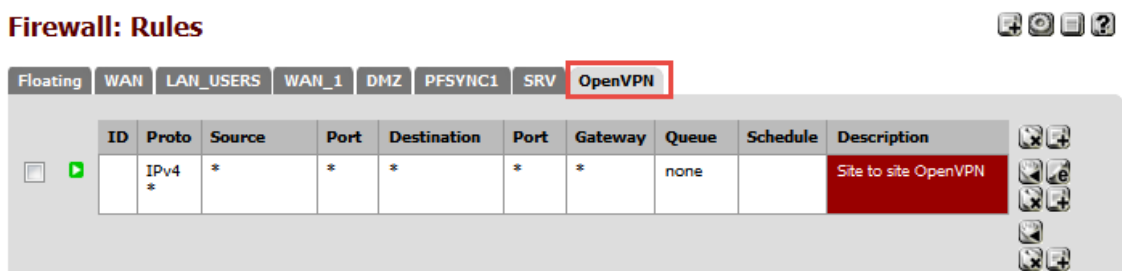 Firewall: Rules
Floating WAN LAN_USERS WAN_1 DMZ PFSYNC1 SRV OpenVPN
ID Proto Source Port Destination Port Gateway Queue Schedule Description
IPv4 * * * * * * none Site to site OpenVPN